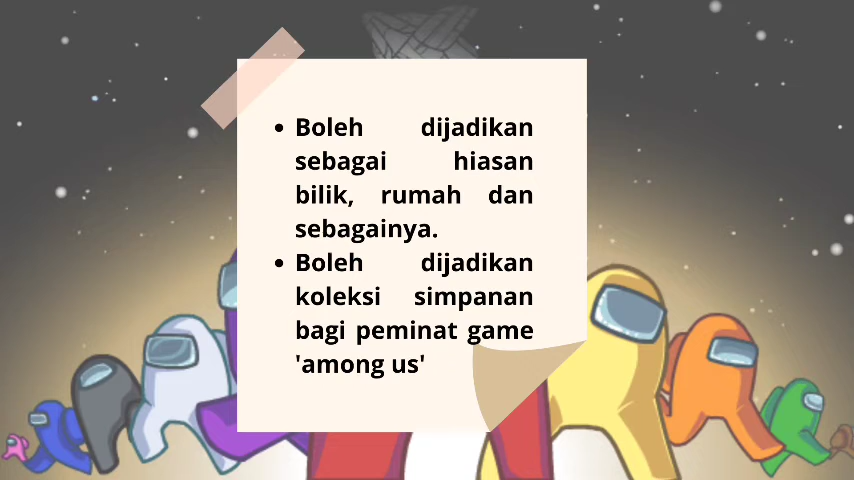 • Boleh dijadikan
sebagai hiasan
bilik, rumah dan
sebagainya.
• Boleh dijadikan
koleksi simpanan
bagi peminat game
'among us'